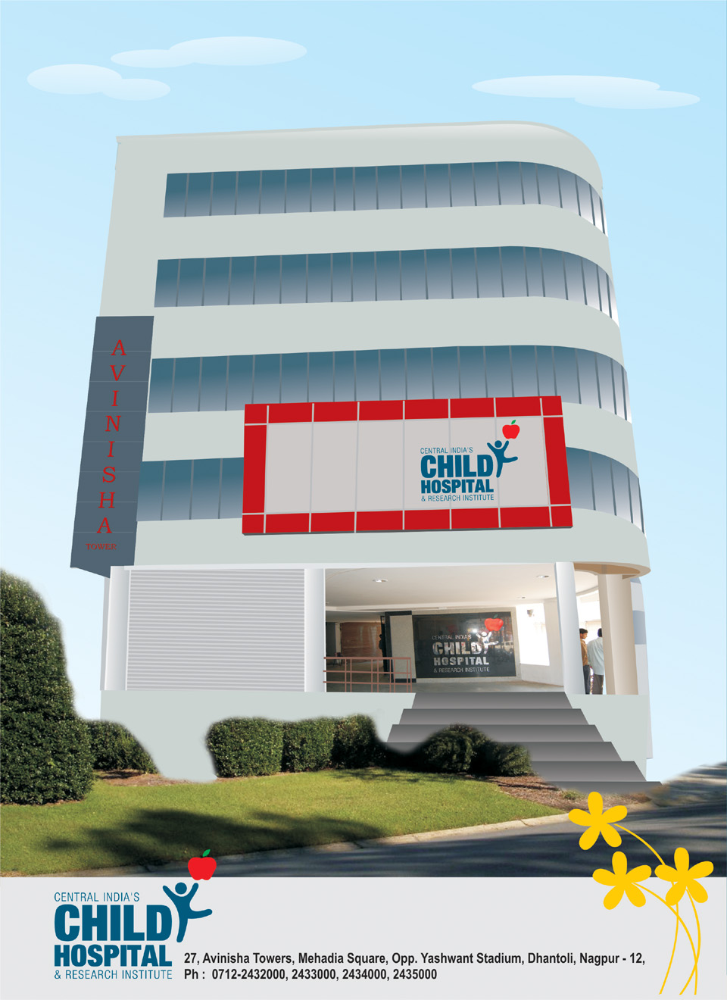 A
V
I
N
I
S
H
A
TOWER
CENTRAL INDIA'S
CHILD
HOSPITAL
& RESEARCH INSTITUTE
CENTRAL INDIA'S
CHILD
HOSPITAL
& RESEARCH INSTITUTE
CENTRAL INDIA'S
CHILD
HOSPITAL
& RESEARCH INSTITUTE
27, Avinisha Towers, Mehadia Square, Opp. Yashwant Stadium, Dhantoli, Nagpur - 12,
Ph : 0712-2432000, 2433000, 2434000, 2435000